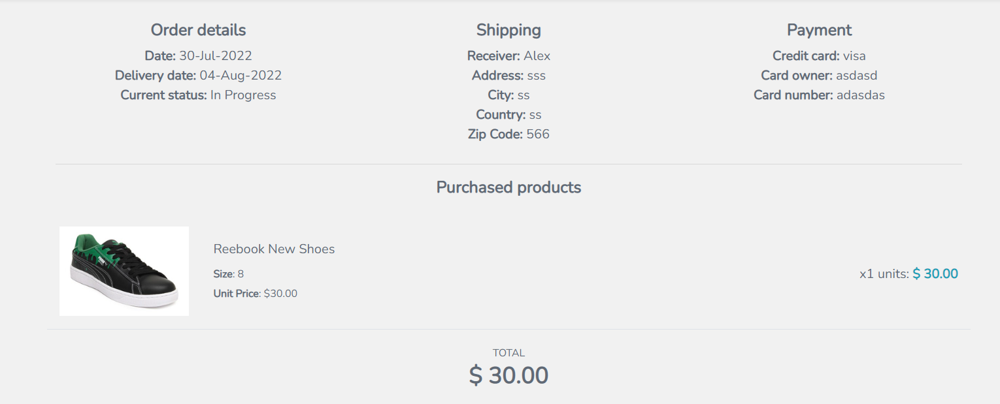 Order details
Date: 30-Jul-2022
Delivery date: 04-Aug-2022
Current status: In Progress
Shipping
Receiver: Alex
Address: sss
City: ss
Country: ss
Zip Code: 566
Payment
Credit card: visa
Card owner: asdasd
Card number: adasdas
Purchased products
Reebook New Shoes
Size: 8
Unit Price: $30.00
x1 units: $ 30.00
TOTAL
$ 30.00